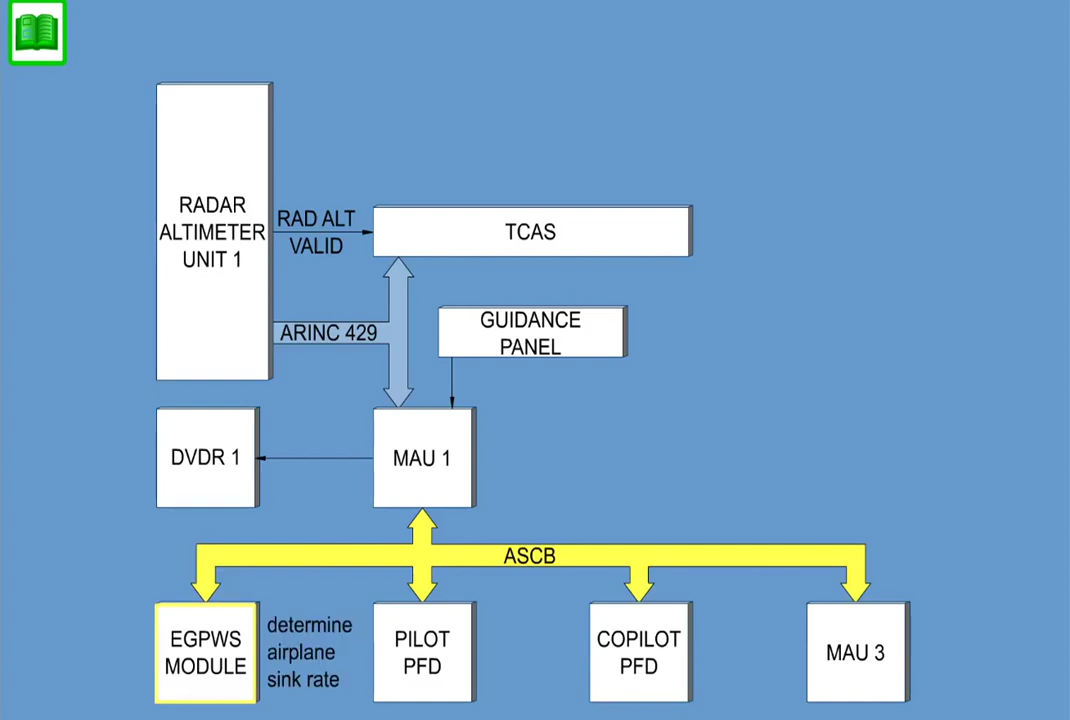 RADAR
ALTIMETER
UNIT 1
RAD ALT
VALID
TCAS
ARINC 429
GUIDANCE
PANEL
DVDR 1
MAU 1
ASCB
EGPWS
MODULE
determine
airplane
sink rate
PILOT
PFD
COPILOT
PFD
MAU 3